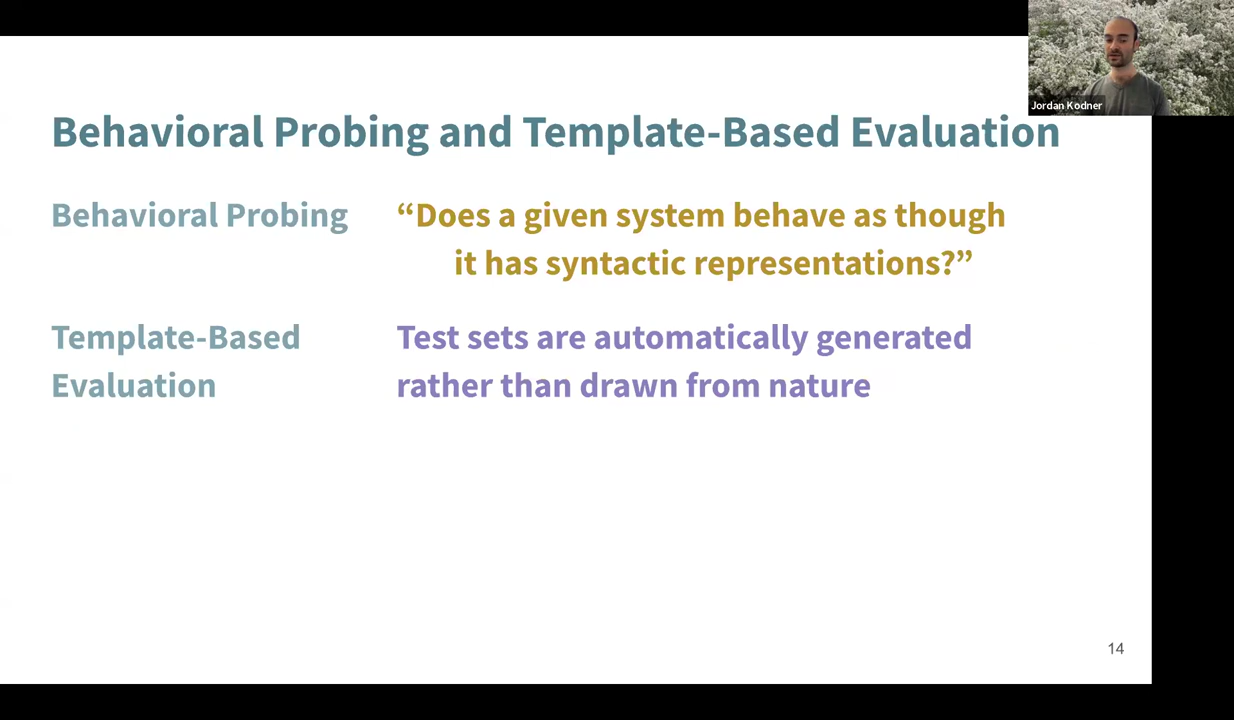 Jordan Kodner
Behavioral Probing and Template-Based Evaluation
Behavioral Probing
“Does a given system behave as though
it has syntactic representations?”
Template-Based
Evaluation
Test sets are automatically generated
rather than drawn from nature
14